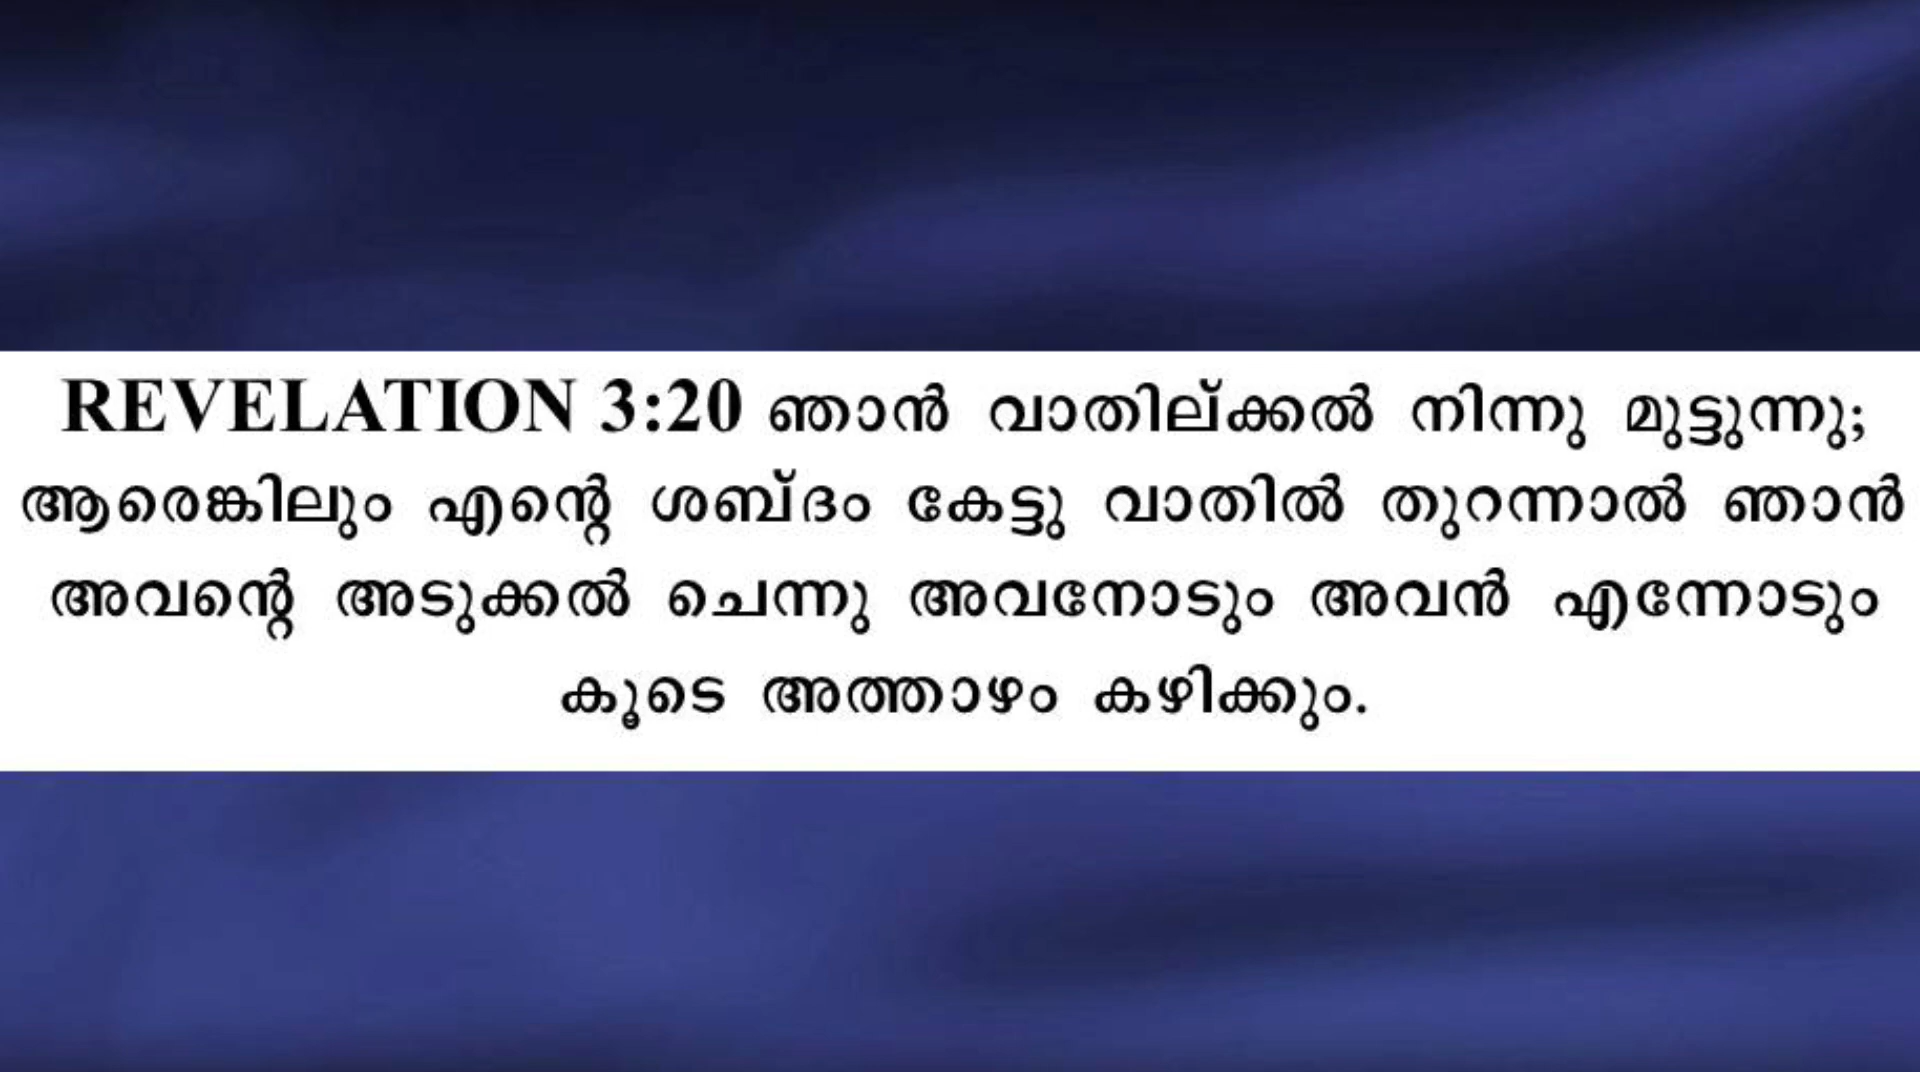 REVELATION 3:20 ഞാൻ വാതില്ക്കൽ നിന്നു മുട്ടുന്നു;
ആരെങ്കിലും എന്റെ ശബ്ദം കേട്ടു വാതിൽ തുറന്നാൽ ഞാൻ
അവന്റെ അടുക്കൽ ചെന്നു അവനോടും അവൻ എന്നോടും
കൂടെ അത്താഴം കഴിക്കും.